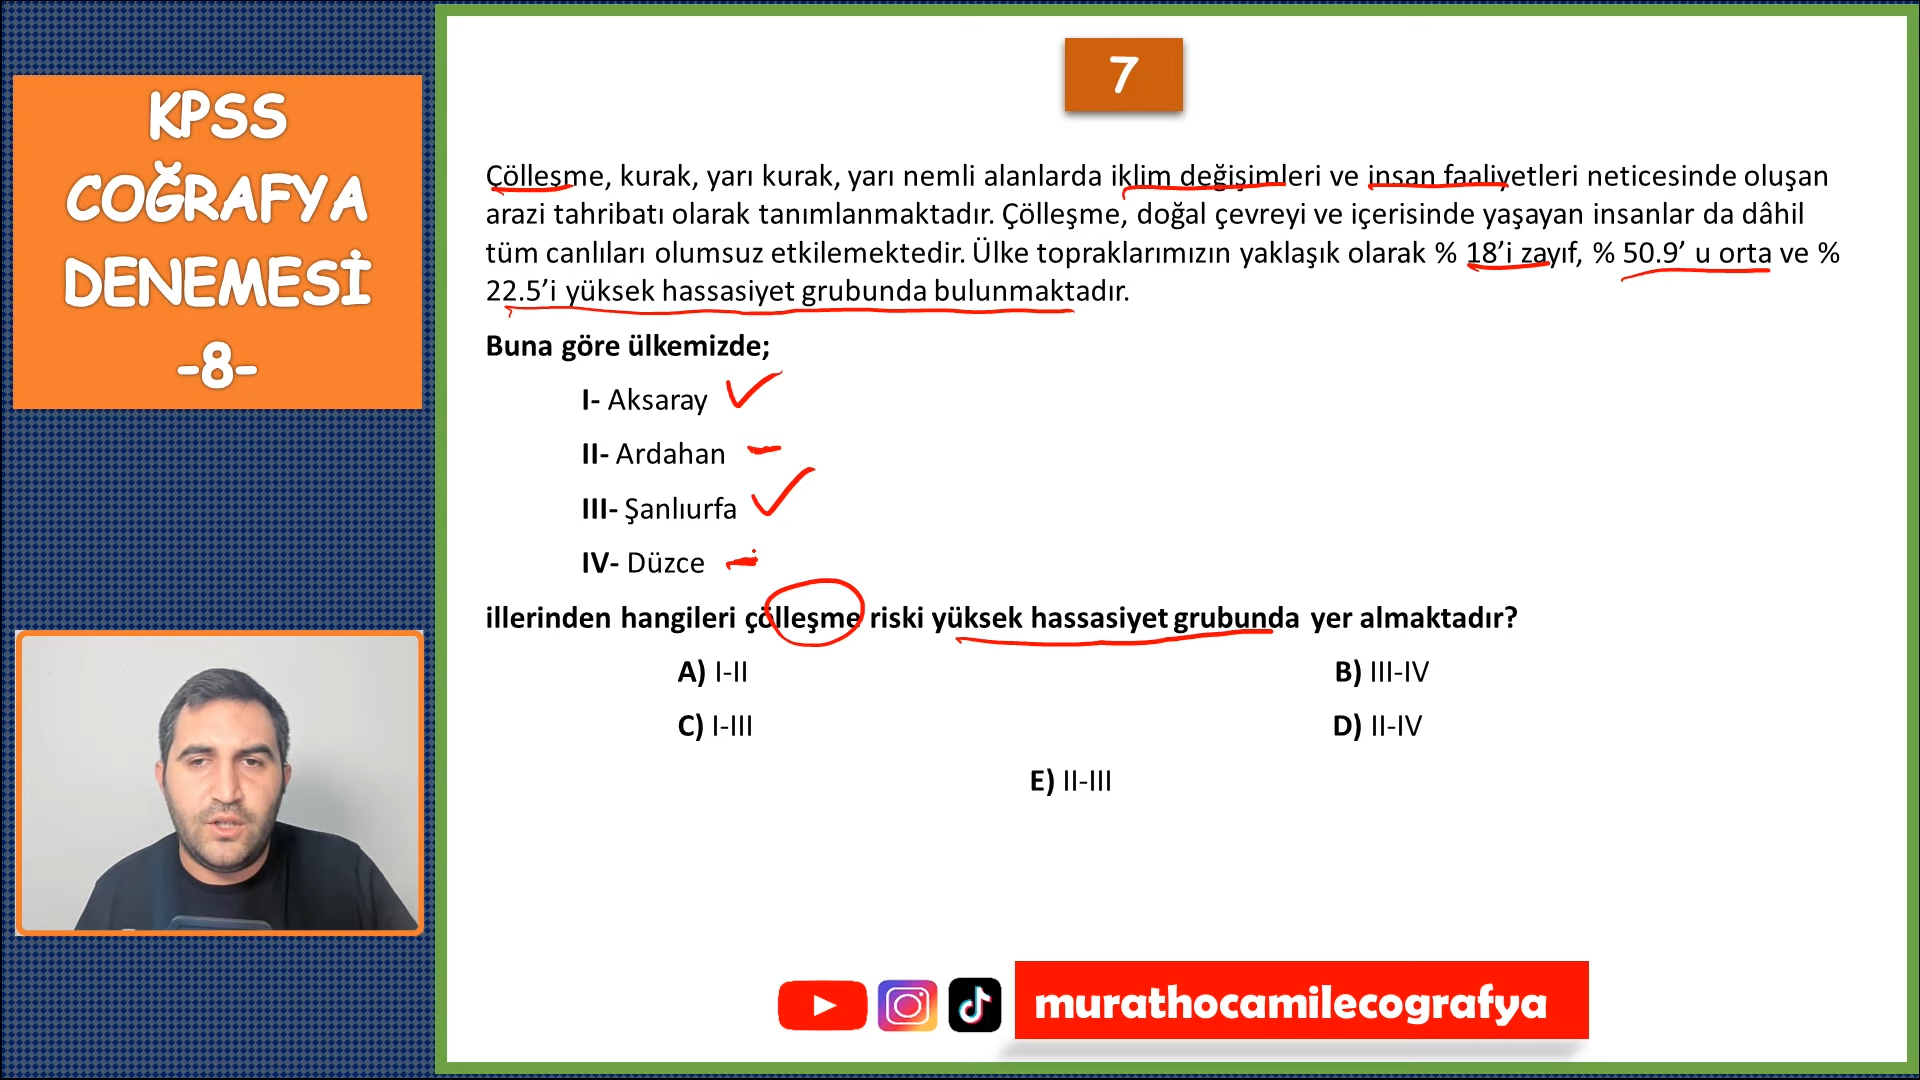 KPSS
COĞRAFYA
DENEMESİ
-8-
7
Çölleşme, kurak, yarı kurak, yarı nemli alanlarda iklim değişimleri ve insan faaliyetleri neticesinde oluşan
arazi tahribatı olarak tanımlanmaktadır. Çölleşme, doğal çevreyi ve içerisinde yaşayan insanlar da dâhil
tüm canlıları olumsuz etkilemektedir. Ülke topraklarımızın yaklaşık olarak % 18’i zayıf, % 50.9’ u orta ve %
22.5’i yüksek hassasiyet grubunda bulunmaktadır.
Buna göre ülkemizde;
I- Aksaray
II- Ardahan
III- Şanlıurfa
IV- Düzce
illerinden hangileri çölleşme riski yüksek hassasiyet grubunda yer almaktadır?
A) I-II
B) III-IV
C) I-III
D) II-IV
E) II-III
murathocamilecografya